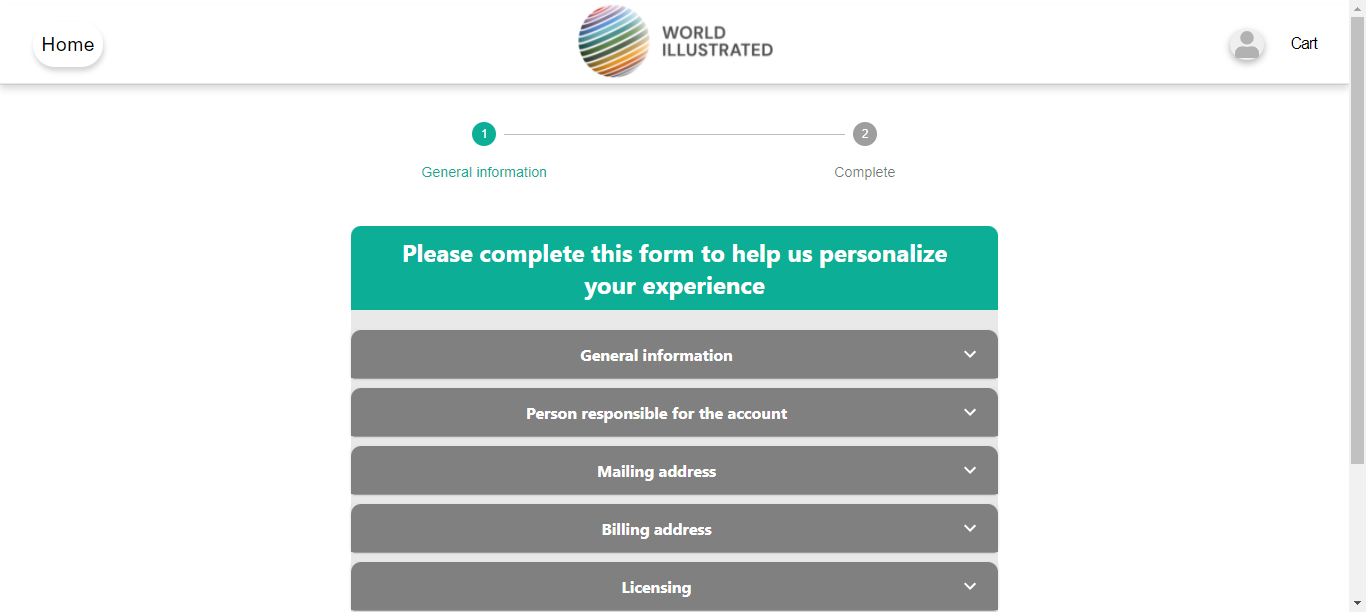 Home
WORLD
ILLUSTRATED
Cart
1
2
General information
Complete
Please complete this form to help us personalize
your experience
General information
Person responsible for the account
Mailing address
Billing address
Licensing